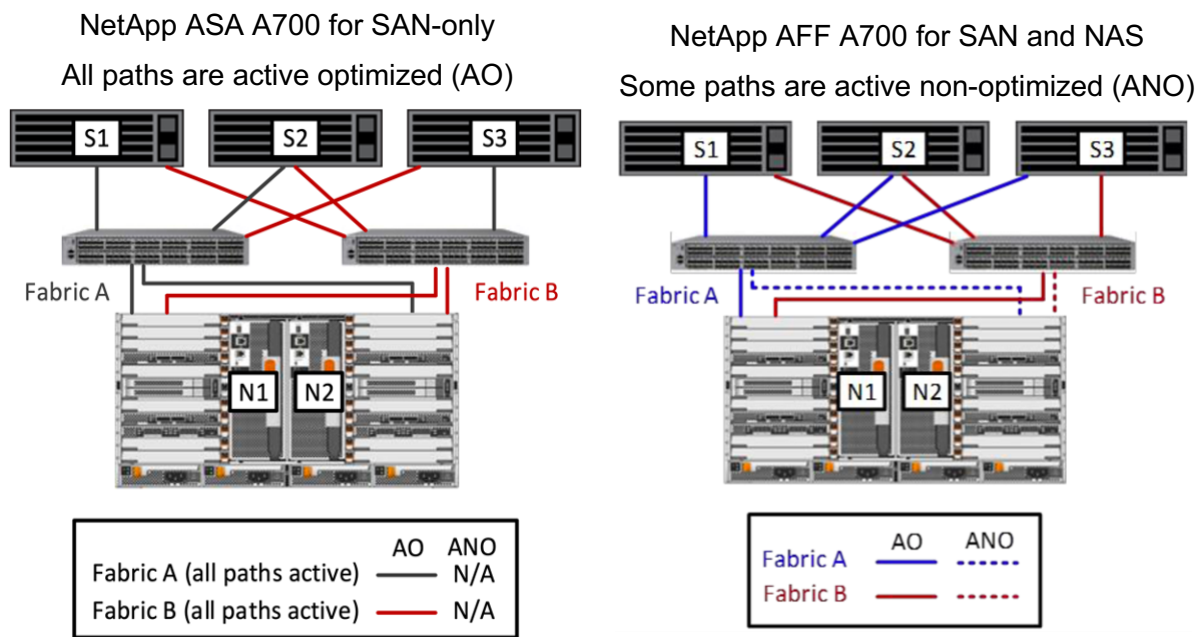 NetApp ASA A700 for SAN-only
All paths are active optimized (AO)
S1 S2 S3
Fabric A Fabric B
N1 N2
AO ANO
Fabric A (all paths active) N/A
Fabric B (all paths active) N/A
NetApp AFF A700 for SAN and NAS
Some paths are active non-optimized (ANO)
S1 S2 S3
Fabric A Fabric B
N1 N2
AO ANO
Fabric A
Fabric B